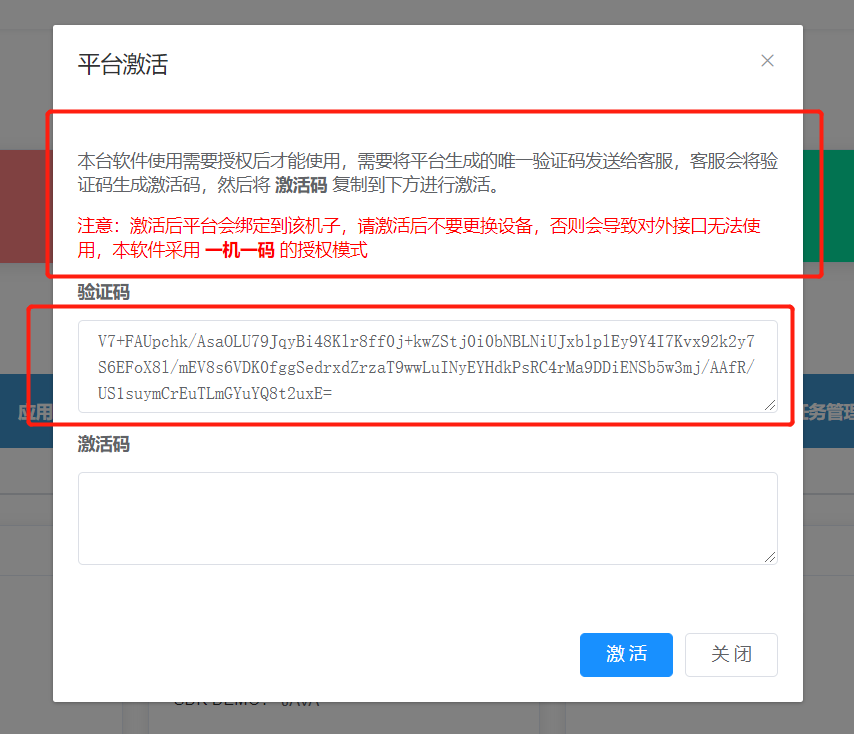 平台激活
本台软件使用需要授权后才能使用，需要将平台生成的唯一验证码发送给客服，客服会将验
证码生成激活码，然后将 激活码 复制到下方进行激活。
注意：激活后平台会绑定到该机子，请激活后不要更换设备，否则会导致对外接口无法使
用，本软件采用 一机一码 的授权模式
验证码
V7+FAUpchk/AsaOLU79JqyBi48Klr8ff0j+kwZStj0i0bNBLNiUJxblplEy9Y4I7Kvx92k2y7
S6EFoX8l/mEV8s6VDK0fggSedrxdZrzaT9wwLuINyEYHdkPsRC4rMa9DDiENSb5w3mj/AAfR/
USlsuymCrEuTLmGYuYQ8t2uxE=
应用
任务管理
激活码
激活
关闭